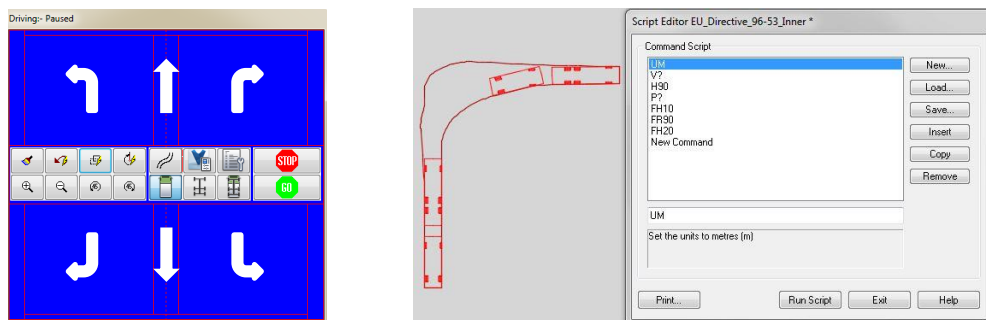 Driving:- Paused
STOP
GO
Script Editor EU_Directive_96-53_Inner *
Command Script
UM
V?
H90
P?
FH10
FR90
FH20
New Command
New...
Load...
Save...
Insert
Copy
Remove
UM
Set the units to metres (m)
Print...
Run Script
Exit
Help